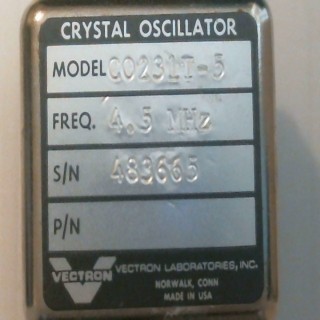 CRYSTAL OSCILLATOR
MODEL CO231T-5
FREQ. 4.5 MHz
S/N 483665
P/N
VECTRON VECTRON LABORATORIES, INC.
NORWALK, CONN
MADE IN USA